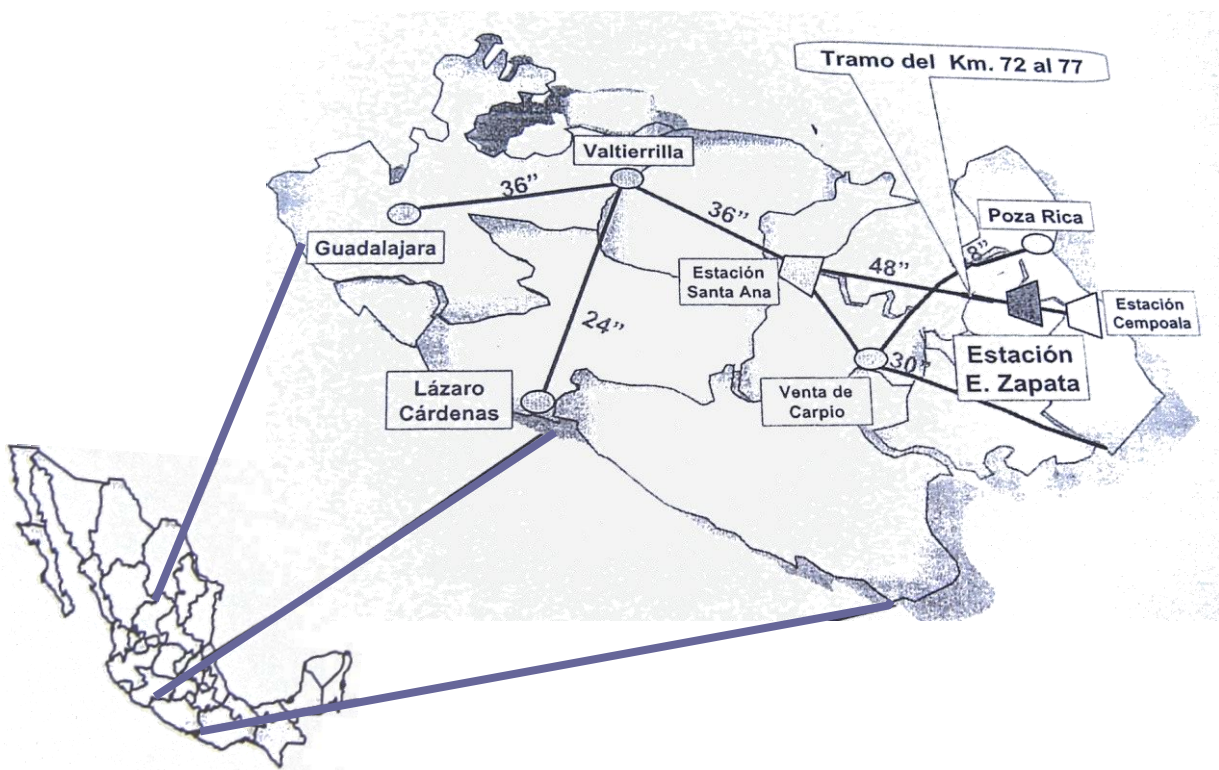 Tramo del Km. 72 al 77
Valtierrilla
36”
36”
Poza Rica
8”
Guadalajara
Estación
Santa Ana
48”
Estación
Cempoala
24”
30”
Estación
E. Zapata
Lázaro
Cárdenas
Venta de
Carpio